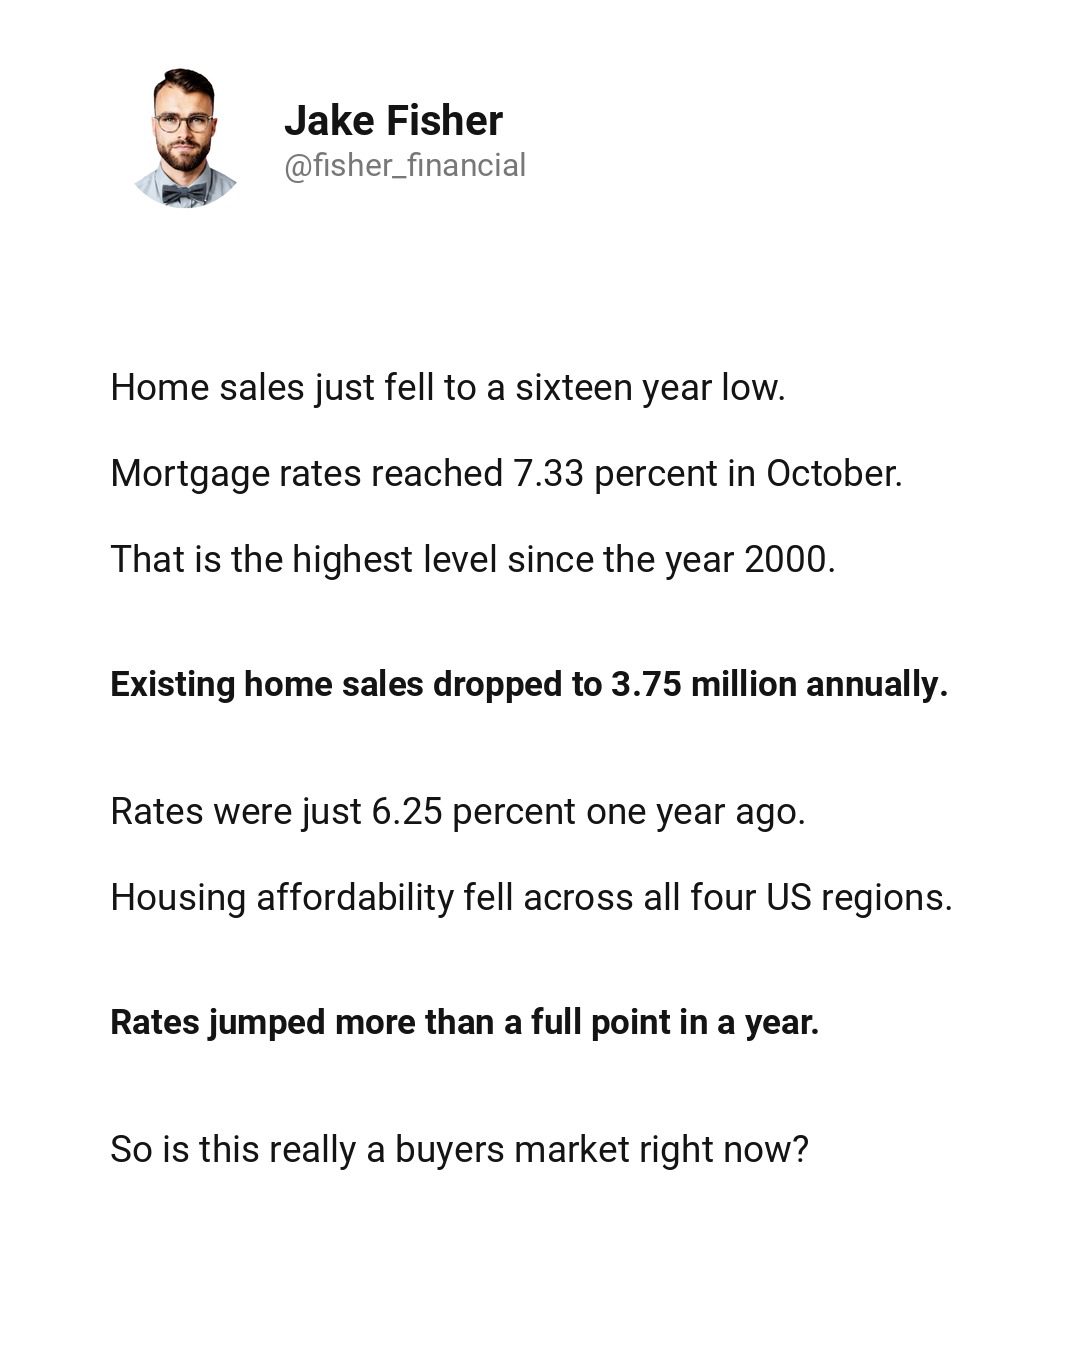 Jake Fisher
@fisher_financial
Home sales just fell to a sixteen year low.
Mortgage rates reached 7.33 percent in October.
That is the highest level since the year 2000.
Existing home sales dropped to 3.75 million annually.
Rates were just 6.25 percent one year ago.
Housing affordability fell across all four US regions.
Rates jumped more than a full point in a year.
So is this really a buyers market right now?